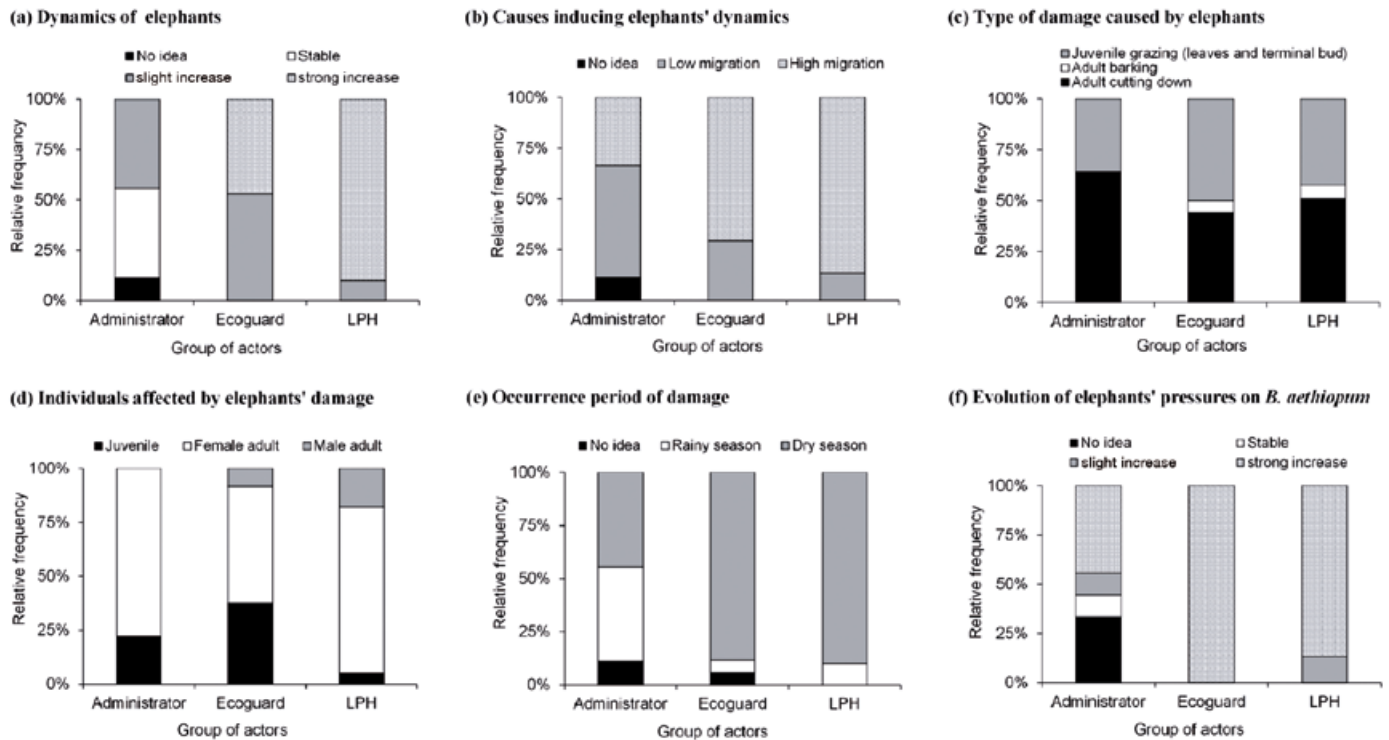 (a) Dynamics of elephants
No idea Stable
slight increase strong increase
100%
75%
50%
25%
0%
Relative frequancy
Administrator Ecoguard LPH
Group of actors
(b) Causes inducing elephants' dynamics
No idea Low migration High migration
100%
75%
50%
25%
0%
Relative frequency
Administrator Ecoguard LPH
Group of actors
(c) Type of damage caused by elephants
Juvenile grazing (leaves and terminal bud)
Adult barking
Adult cutting down
100%
75%
50%
25%
0%
Relative frequency
Administrator Ecoguard LPH
Group of actors
(d) Individuals affected by elephants' damage
Juvenile Female adult Male adult
100%
75%
50%
25%
0%
Relative frequency
Administrator Ecoguard LPH
Group of actors
(e) Occurrence period of damage
No idea Rainy season Dry season
100%
75%
50%
25%
0%
Relative frequency
Administrator Ecoguard LPH
Group of actors
(f) Evolution of elephants' pressures on B. aethiopum
No idea Stable
slight increase strong increase
100%
75%
50%
25%
0%
Relative frequency
Administrator Ecoguard LPH
Group of actors